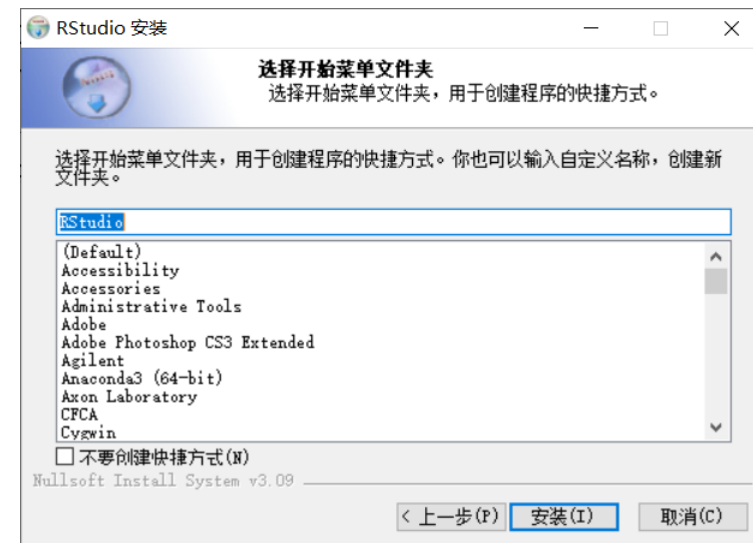 RStudio 安装
选择开始菜单文件夹
选择开始菜单文件夹，用于创建程序的快捷方式。
选择开始菜单文件夹，用于创建程序的快捷方式。你也可以输入自定义名称，创建新
文件夹。
RStudio
(Default)
Accessibility
Accessories
Administrative Tools
Adobe
Adobe Photoshop CS3 Extended
Agilent
Anaconda3 (64-bit)
Axon Laboratory
CFCA
Cygwin
不要创建快捷方式(N)
Nullsoft Install System v3.09
< 上一步(P) 安装(I) 取消(C)